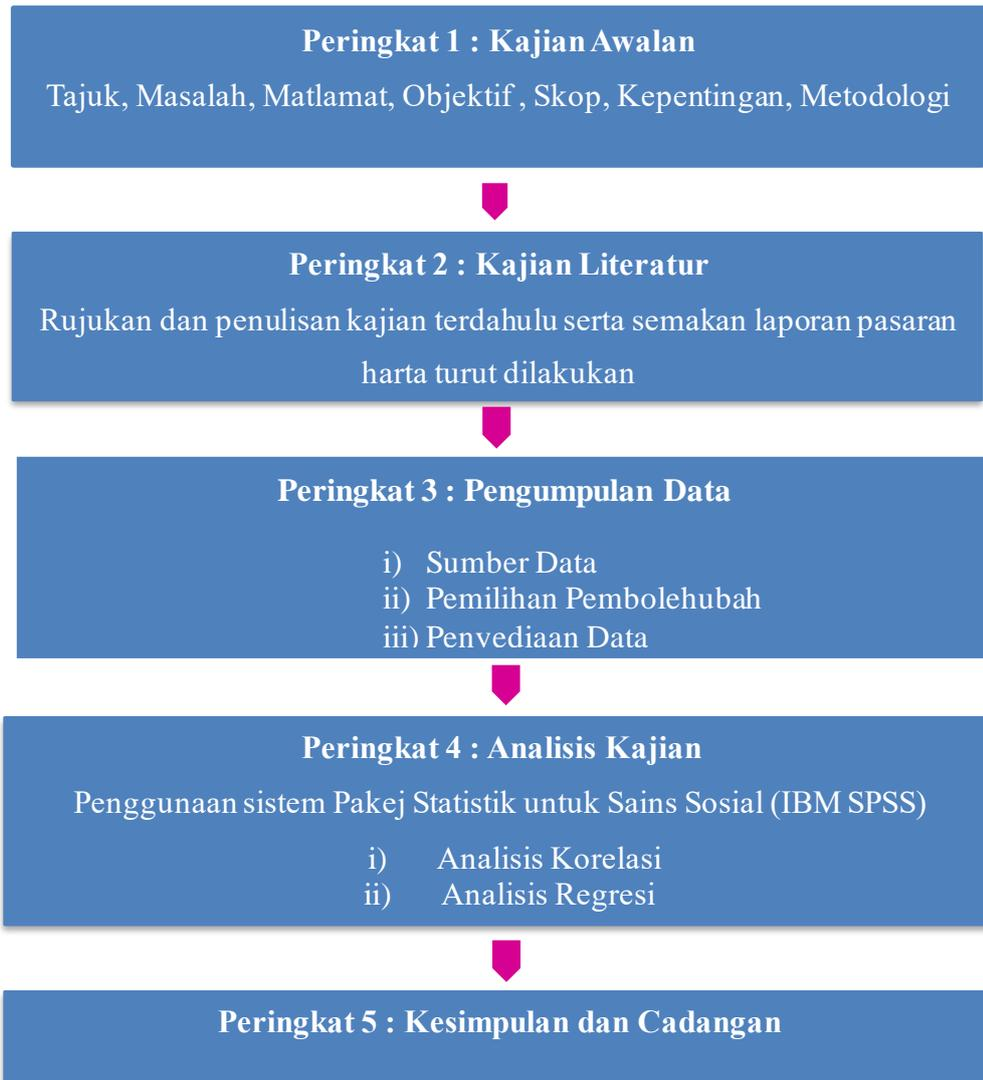 Peringkat 1 : Kajian Awalan
Tajuk, Masalah, Matlamat, Objektif , Skop, Kepentingan, Metodologi
Peringkat 2 : Kajian Literatur
Rujukan dan penulisan kajian terdahulu serta semakan laporan pasaran
harta turut dilakukan
Peringkat 3 : Pengumpulan Data
i) Sumber Data
ii) Pemilihan Pembolehubah
iii) Penyediaan Data
Peringkat 4 : Analisis Kajian
Penggunaan sistem Pakej Statistik untuk Sains Sosial (IBM SPSS)
i) Analisis Korelasi
ii) Analisis Regresi
Peringkat 5 : Kesimpulan dan Cadangan